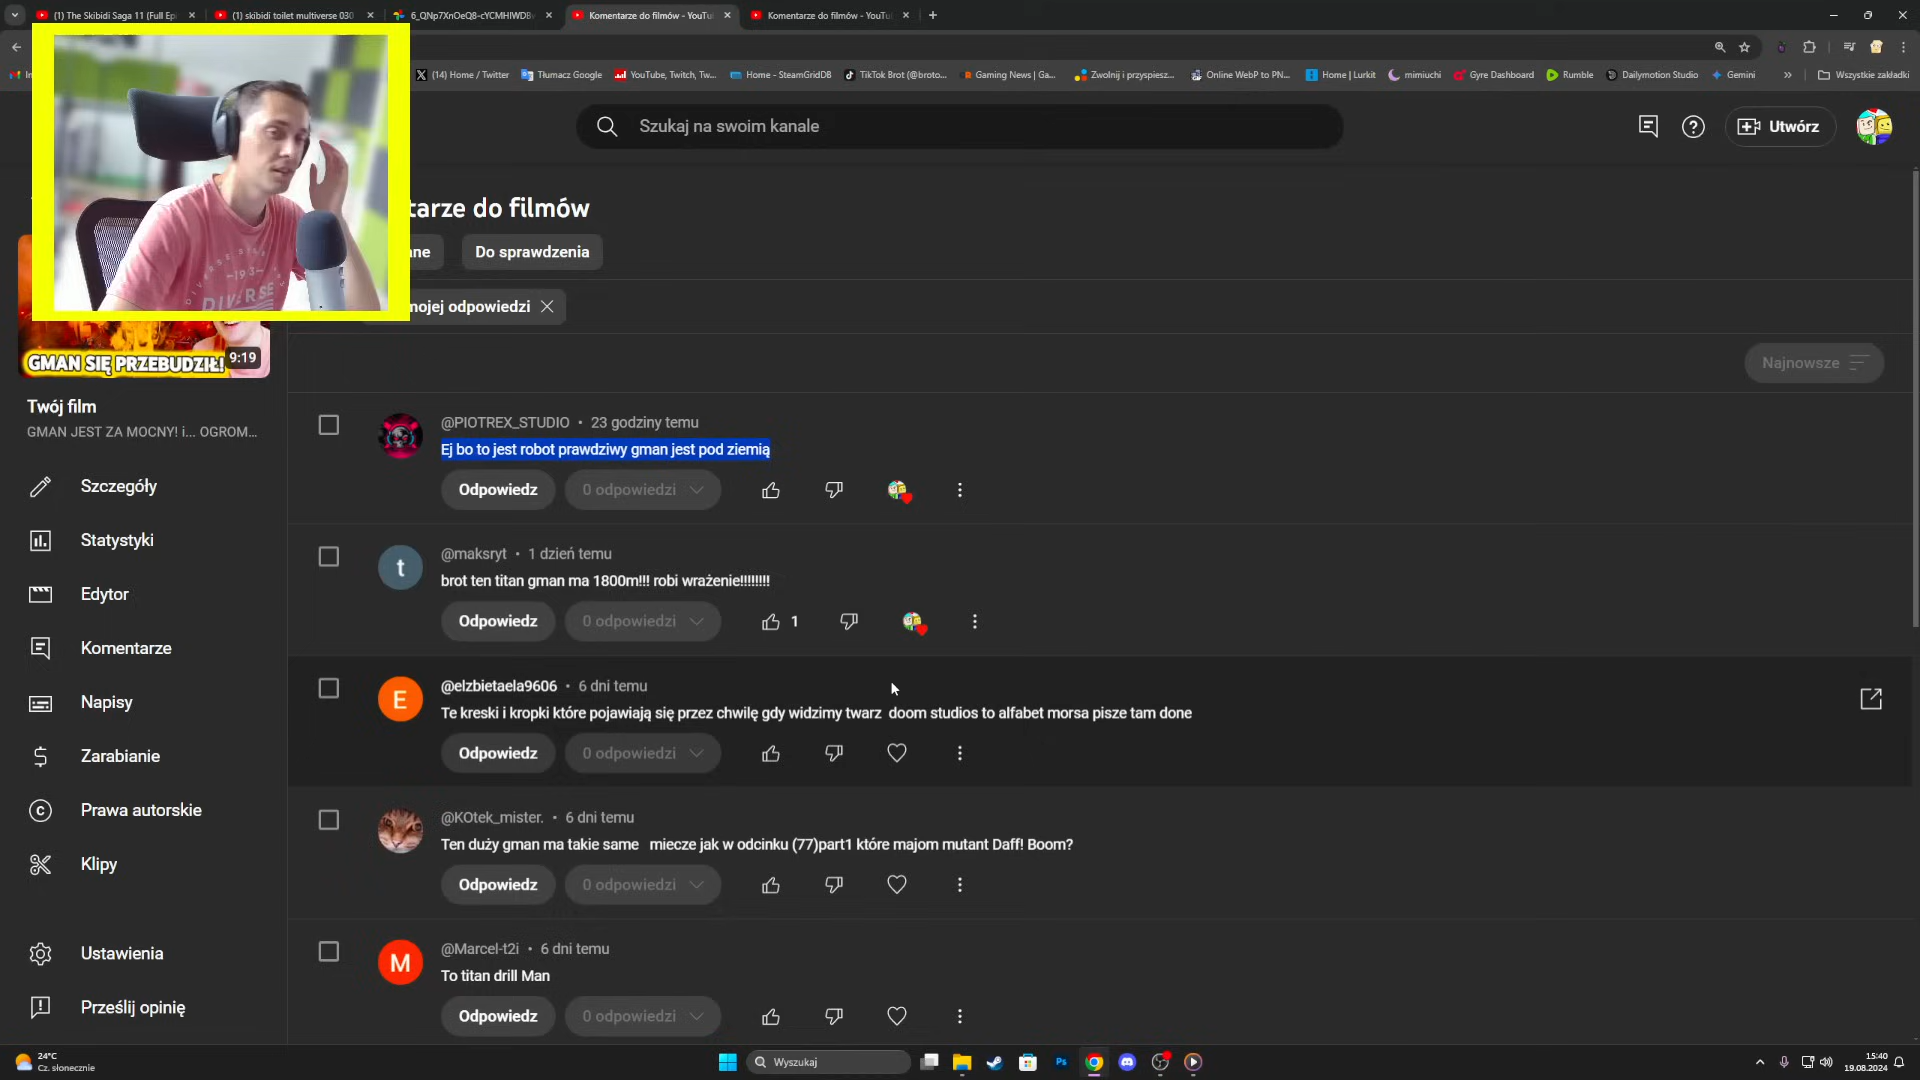 (1) The Skibidi Saga 11 (Full Ep
(1) skibidi toilet multiverse 030
6_QNp7XnOeQ8-cYCMHIWDB
Komentarze do filmów - YouTu
Komentarze do filmów - YouTu
(14) Home / Twitter
Tłumacz Google
YouTube, Twitch, Tw...
Home - SteamGridDB
TikTok Brot (@broto...
Gaming News | Ga...
Zwolnij i przyspiesz...
Online WebP to PN...
Home | Lurkit
mimiuchi
Gyre Dashboard
Rumble
Dailymotion Studio
Gemini
Wszystkie zakładki
Szukaj na swoim kanale
Utwórz
DIVERSE
tarze do filmów
ne
Do sprawdzenia
mojej odpowiedzi
Najnowsze
GMAN SIĘ PRZEBUDZIŁ!
9:19
Twój film
GMAN JEST ZA MOCNY! i... OGROM...
Szczegóły
Statystyki
Edytor
Komentarze
Napisy
Zarabianie
Prawa autorskie
Klipy
Ustawienia
Prześlij opinię
@PIOTREX_STUDIO • 23 godziny temu
Ej bo to jest robot prawdziwy gman jest pod ziemią
Odpowiedz
0 odpowiedzi
@maksryt • 1 dzień temu
brot ten titan gman ma 1800m!!! robi wrażenie!!!!!!!!
Odpowiedz
0 odpowiedzi
1
@elzbietaela9606 • 6 dni temu
Te kreski i kropki które pojawiają się przez chwilę gdy widzimy twarz doom studios to alfabet morsa pisze tam done
Odpowiedz
0 odpowiedzi
@KOtek_mister. • 6 dni temu
Ten duży gman ma takie same miecze jak w odcinku (77)part1 które majom mutant Daff! Boom?
Odpowiedz
0 odpowiedzi
@Marcel-t2i • 6 dni temu
To titan drill Man
Odpowiedz
0 odpowiedzi
24°C
Cz. słonecznie
Wyszukaj
15:40
19.08.2024